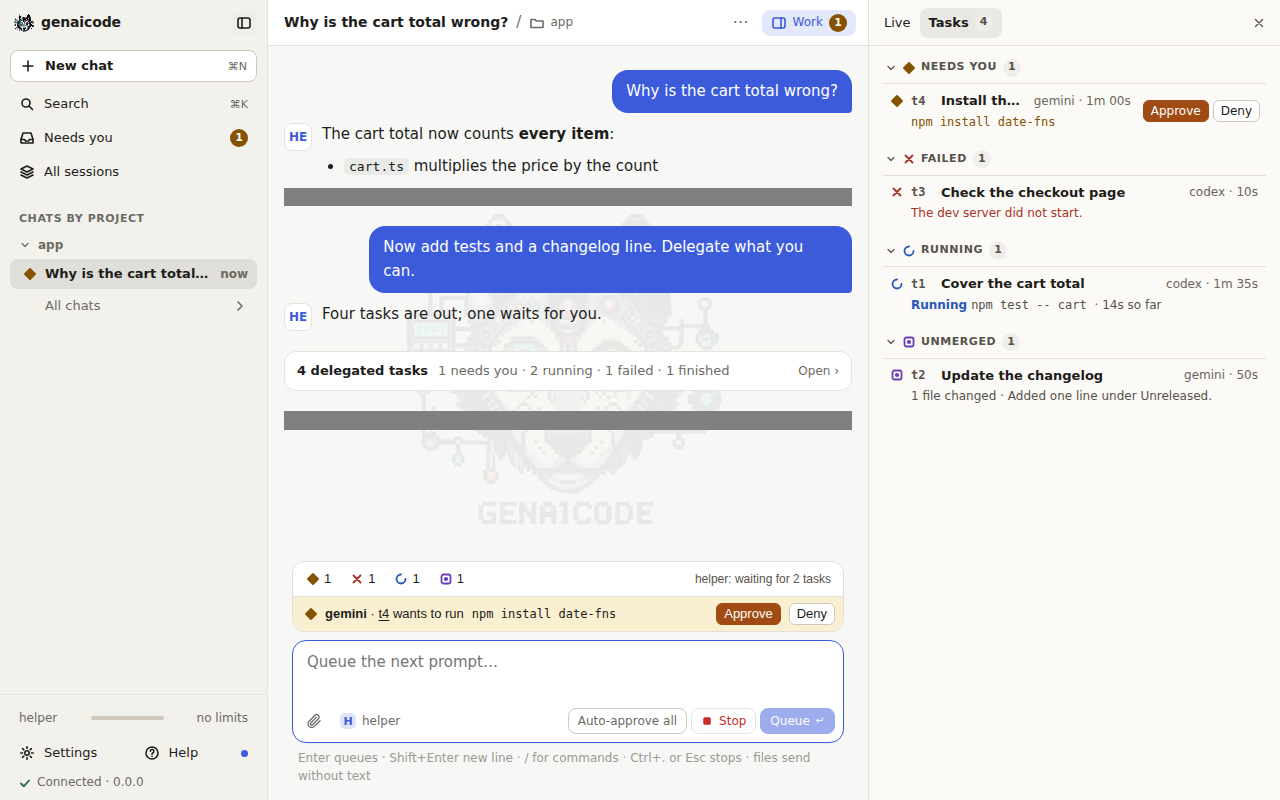 genaicode
New chat ⌘N
Search ⌘K
Needs you 1
All sessions
CHATS BY PROJECT
app
Why is the cart total... now
All chats
helper no limits
Settings Help
Connected · 0.0.0
Why is the cart total wrong? / app ··· Work 1
Why is the cart total wrong?
HE The cart total now counts every item:
• cart.ts multiplies the price by the count
Now add tests and a changelog line. Delegate what you
can.
HE Four tasks are out; one waits for you.
4 delegated tasks 1 needs you · 2 running · 1 failed · 1 finished Open ›
GENAICODE
1 1 1 1 helper: waiting for 2 tasks
gemini · t4 wants to run npm install date-fns Approve Deny
Queue the next prompt…
H helper Auto-approve all Stop Queue ↵
Enter queues · Shift+Enter new line · / for commands · Ctrl+. or Esc stops · files send
without text
Live Tasks 4
NEEDS YOU 1
t4 Install th… gemini · 1m 00s Approve Deny
npm install date-fns
FAILED 1
t3 Check the checkout page codex · 10s
The dev server did not start.
RUNNING 1
t1 Cover the cart total codex · 1m 35s
Running npm test -- cart · 14s so far
UNMERGED 1
t2 Update the changelog gemini · 50s
1 file changed · Added one line under Unreleased.